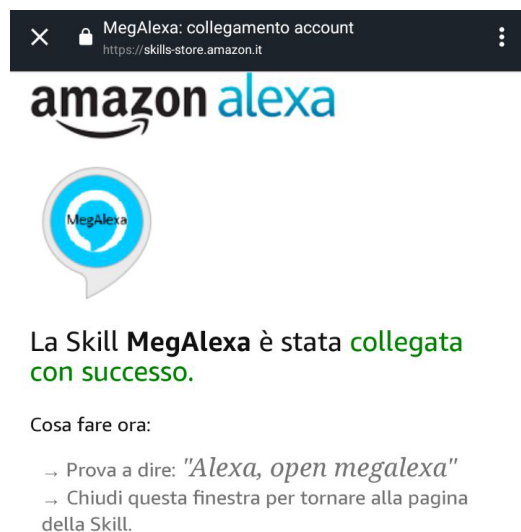 MegAlexa: collegamento account
https://skills-store.amazon.it
amazon alexa
MegAlexa
La Skill MegAlexa è stata collegata
con successo.
Cosa fare ora:
→ Prova a dire: "Alexa, open megalexa"
→ Chiudi questa finestra per tornare alla pagina
della Skill.